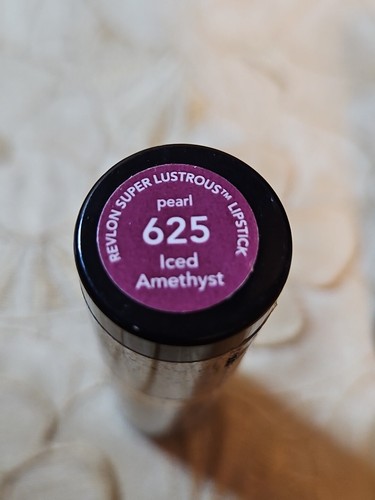 REVLON SUPER LUSTROUS™ LIPSTICK
pearl
625
Iced
Amethyst